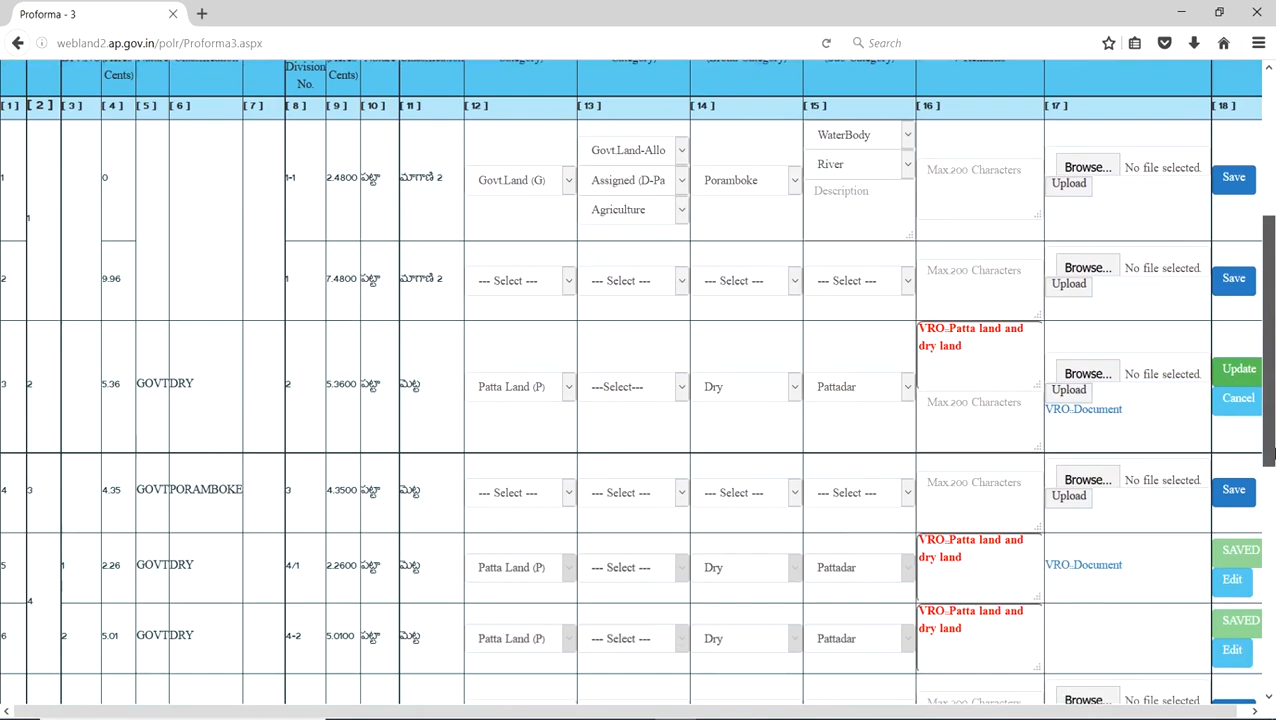 Proforma - 3
webland2.ap.gov.in/polr/Proforma3.aspx
Search
Cents)
Division
No.
Cents)
[ 1 ] [ 2 ] [ 3 ] [ 4 ] [ 5 ] [ 6 ] [ 7 ] [ 8 ] [ 9 ] [ 10 ] [ 11 ] [ 12 ] [ 13 ] [ 14 ] [ 15 ] [ 16 ] [ 17 ] [ 18 ]
WaterBody
Govt.Land-Allo
River
Max.200 Characters
Browse... No file selected.
1 0 1-1 2.4800 పట్టా మాగాణి 2 Govt.Land (G) Assigned (D-Pa Poramboke Description Upload Save
Agriculture
1
2 9.96 1 7.4800 పట్టా మాగాణి 2 --- Select --- --- Select --- --- Select --- --- Select --- Max.200 Characters Browse... No file selected. Save
Upload
VRO:Patta land and
dry land
3 2 5.36 GOVT DRY 2 5.3600 పట్టా మెట్ట Patta Land (P) ---Select--- Dry Pattadar Browse... No file selected. Update
Upload
Max.200 Characters Cancel
VRO:Document
4 3 4.35 GOVT PORAMBOKE 3 4.3500 పట్టా మెట్ట --- Select --- --- Select --- --- Select --- --- Select --- Max.200 Characters Browse... No file selected. Save
Upload
VRO:Patta land and
dry land
5 1 2.26 GOVT DRY 4/1 2.2600 పట్టా మెట్ట Patta Land (P) --- Select --- Dry Pattadar VRO:Document SAVED
Edit
4
VRO:Patta land and
dry land
6 2 5.01 GOVT DRY 4-2 5.0100 పట్టా మెట్ట Patta Land (P) --- Select --- Dry Pattadar SAVED
Edit
Browse... No file selected.